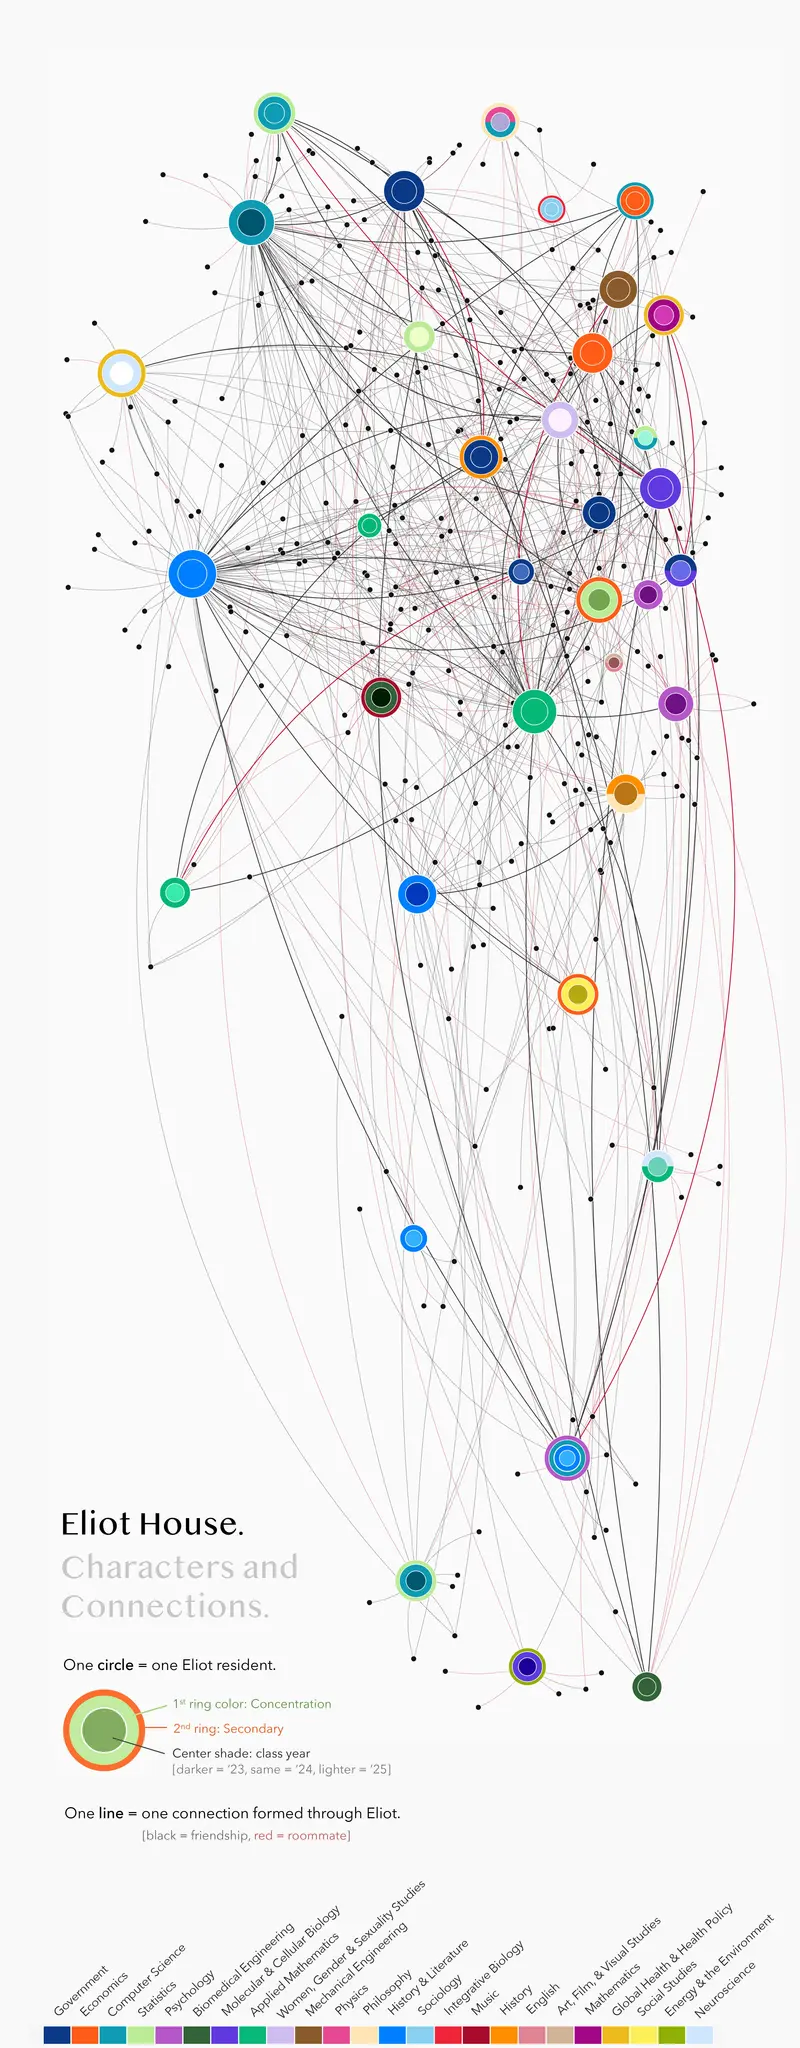 Eliot House.
Characters and
Connections.
One circle = one Eliot resident.
1st ring color: Concentration
2nd ring: Secondary
Center shade: class year
[darker = '23, same = '24, lighter = '25]
One line = one connection formed through Eliot.
[black = friendship, red = roommate]
Government
Economics
Computer Science
Statistics
Psychology
Biomedical Engineering
Molecular & Cellular Biology
Applied Mathematics
Women, Gender & Sexuality Studies
Mechanical Engineering
Physics
Philosophy
History & Literature
Sociology
Integrative Biology
Music
History
English
Art, Film, & Visual Studies
Mathematics
Global Health & Health Policy
Social Studies
Energy & the Environment
Neuroscience